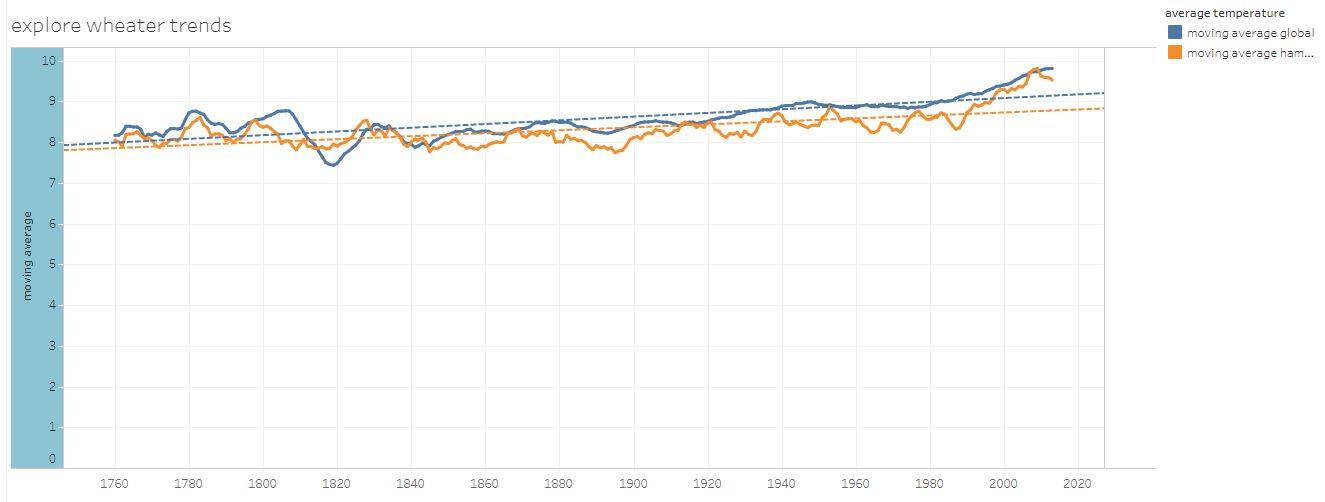 explore wheater trends
average temperature
moving average global
moving average ham...
moving average
10
9
8
7
6
5
4
3
2
1
0
1760 1780 1800 1820 1840 1860 1880 1900 1920 1940 1960 1980 2000 2020